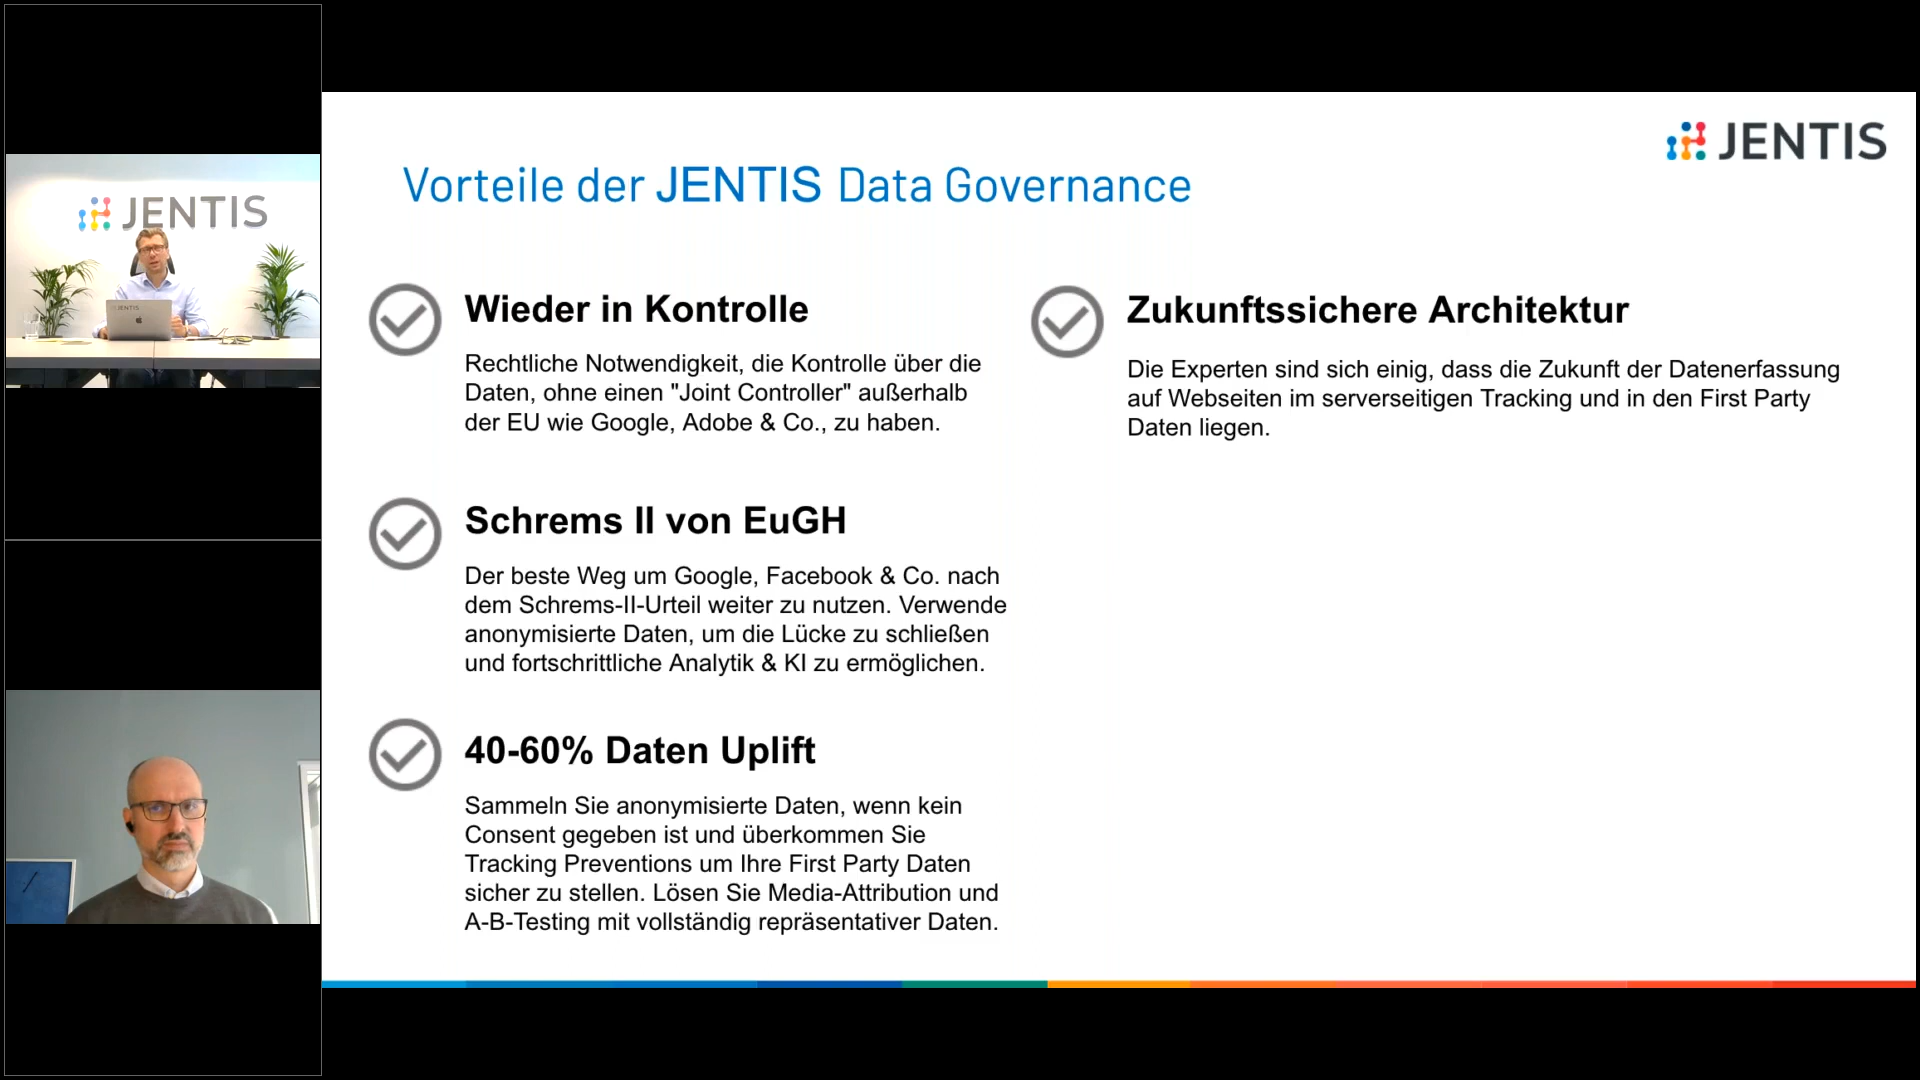 JENTIS
JENTIS
JENTIS
Vorteile der JENTIS Data Governance
Wieder in Kontrolle
Rechtliche Notwendigkeit, die Kontrolle über die
Daten, ohne einen "Joint Controller" außerhalb
der EU wie Google, Adobe & Co., zu haben.
Schrems II von EuGH
Der beste Weg um Google, Facebook & Co. nach
dem Schrems-II-Urteil weiter zu nutzen. Verwende
anonymisierte Daten, um die Lücke zu schließen
und fortschrittliche Analytik & KI zu ermöglichen.
40-60% Daten Uplift
Sammeln Sie anonymisierte Daten, wenn kein
Consent gegeben ist und überkommen Sie
Tracking Preventions um Ihre First Party Daten
sicher zu stellen. Lösen Sie Media-Attribution und
A-B-Testing mit vollständig repräsentativer Daten.
Zukunftssichere Architektur
Die Experten sind sich einig, dass die Zukunft der Datenerfassung
auf Webseiten im serverseitigen Tracking und in den First Party
Daten liegen.